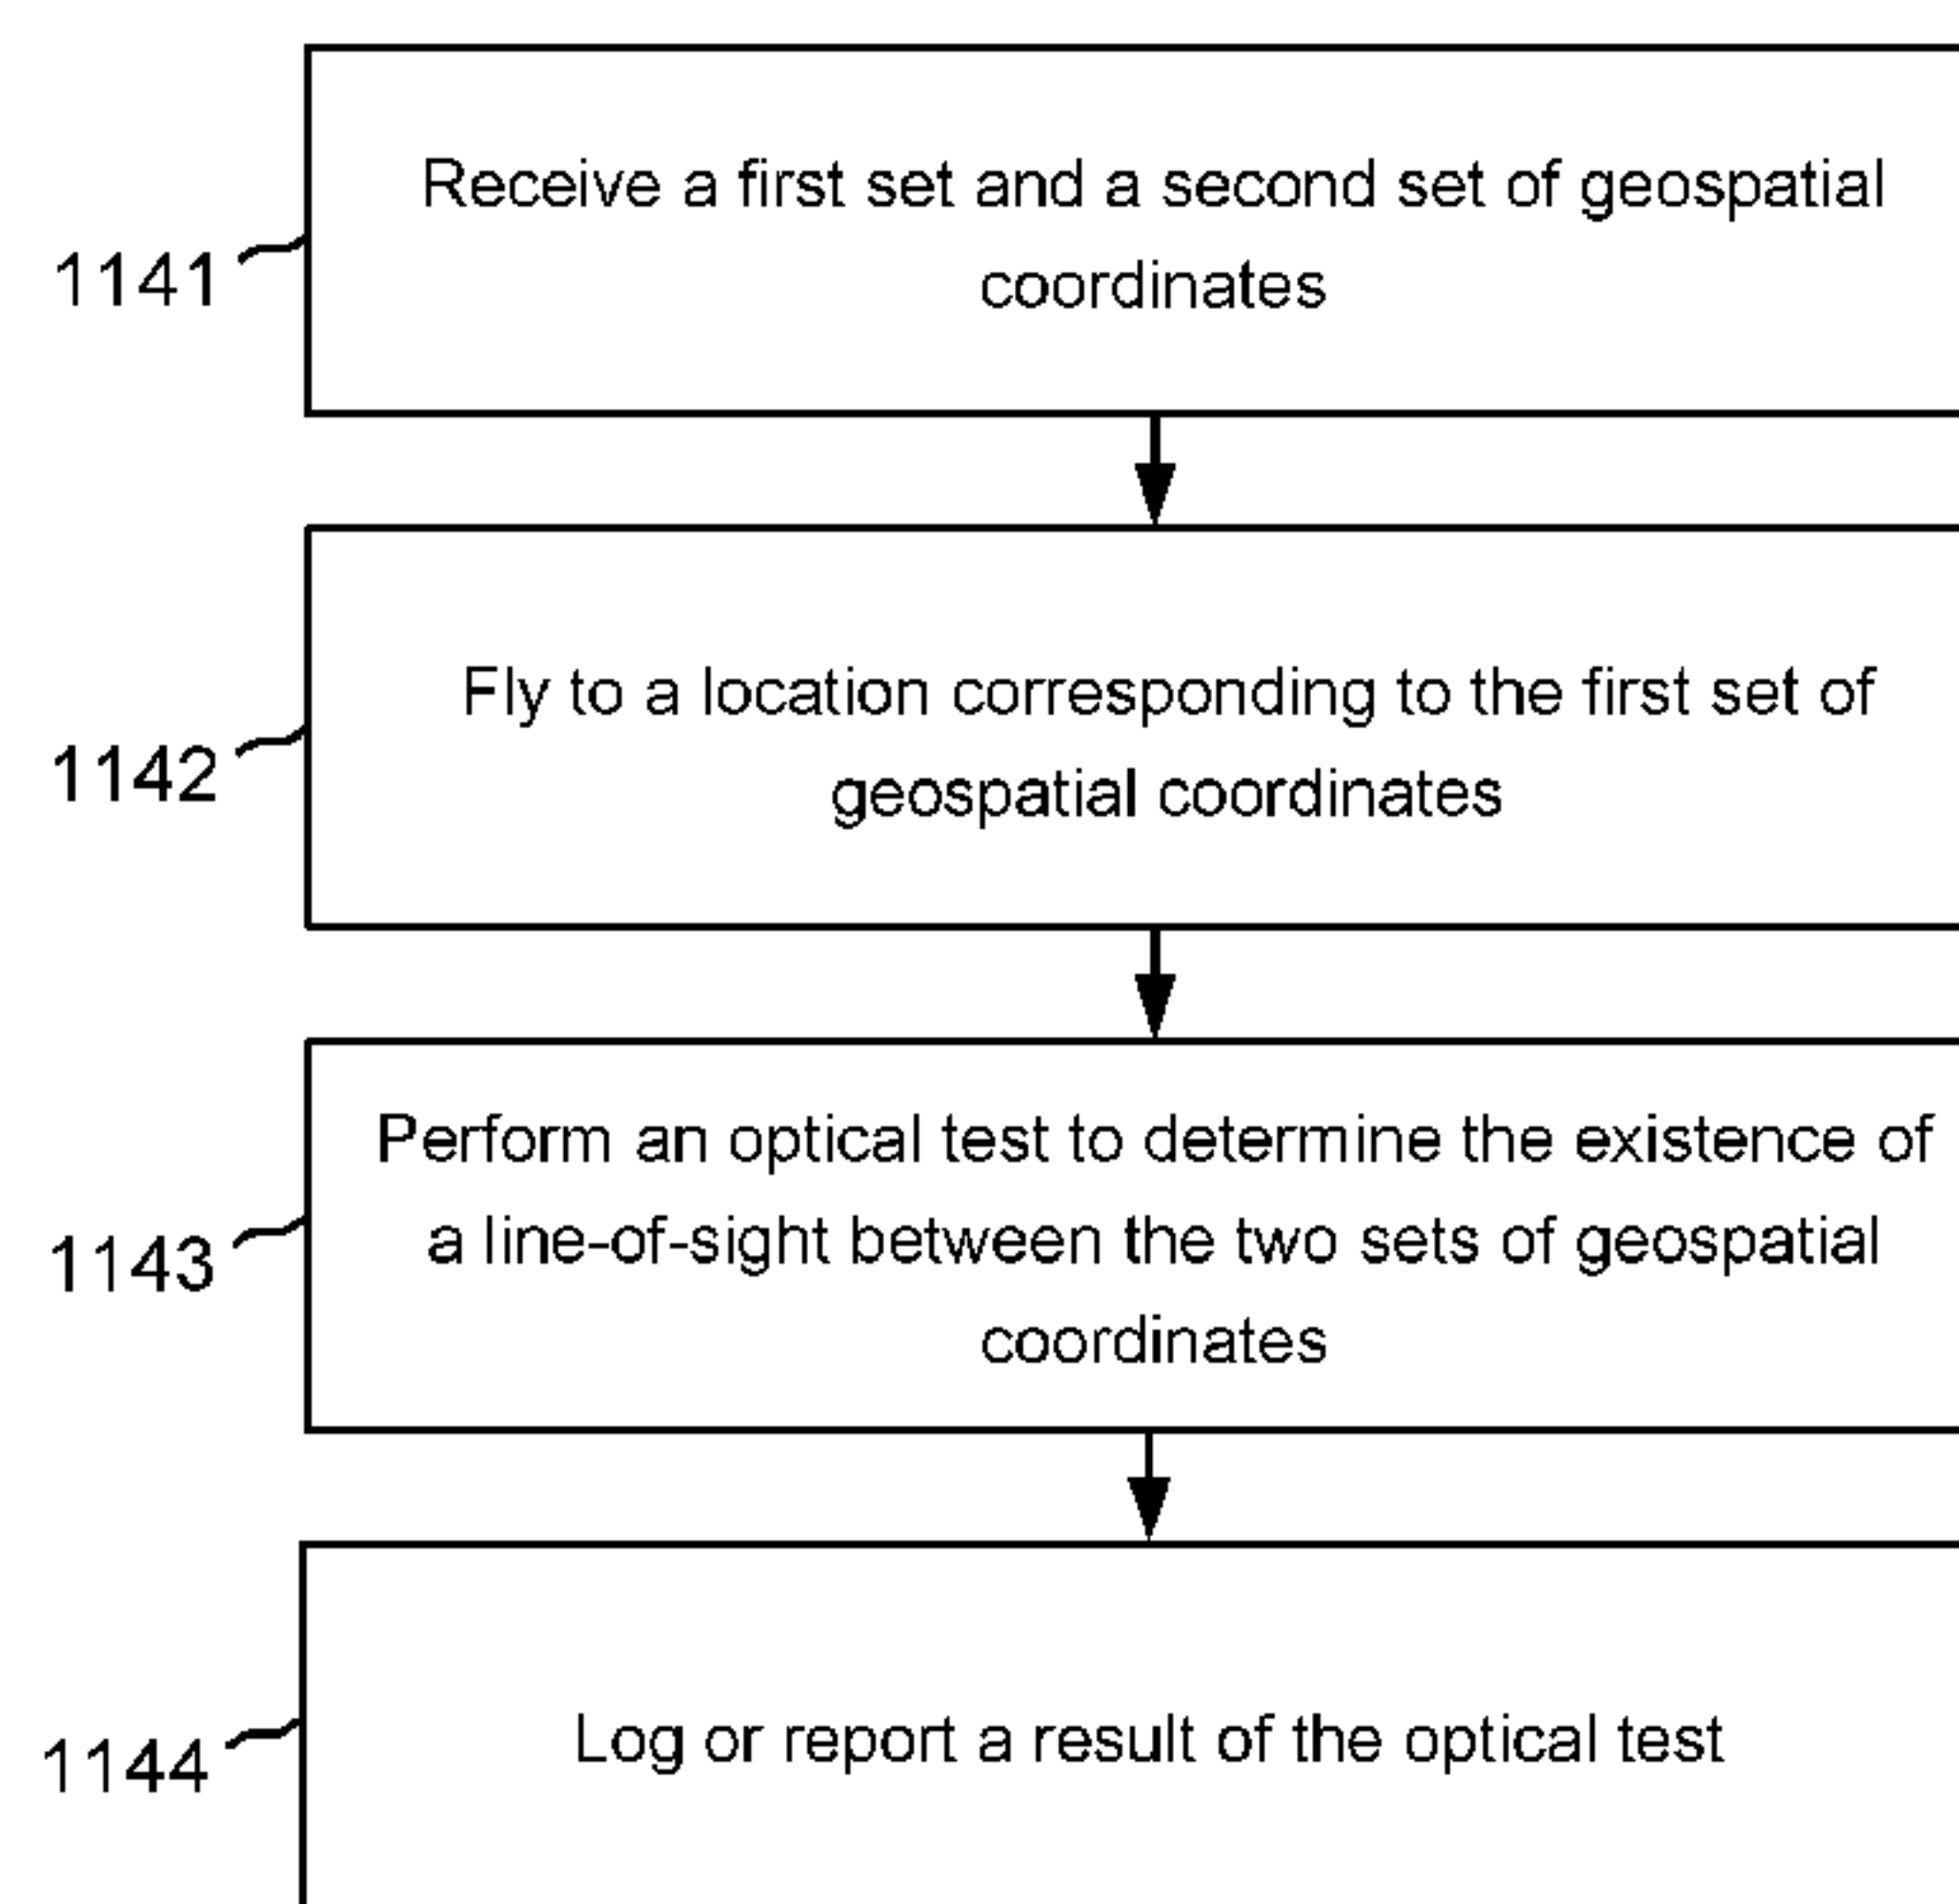 Receive a first set and a second set of geospatial
coordinates
1141
Fly to a location corresponding to the first set of
geospatial coordinates
1142
Perform an optical test to determine the existence of
a line-of-sight between the two sets of geospatial
coordinates
1143
Log or report a result of the optical test
1144